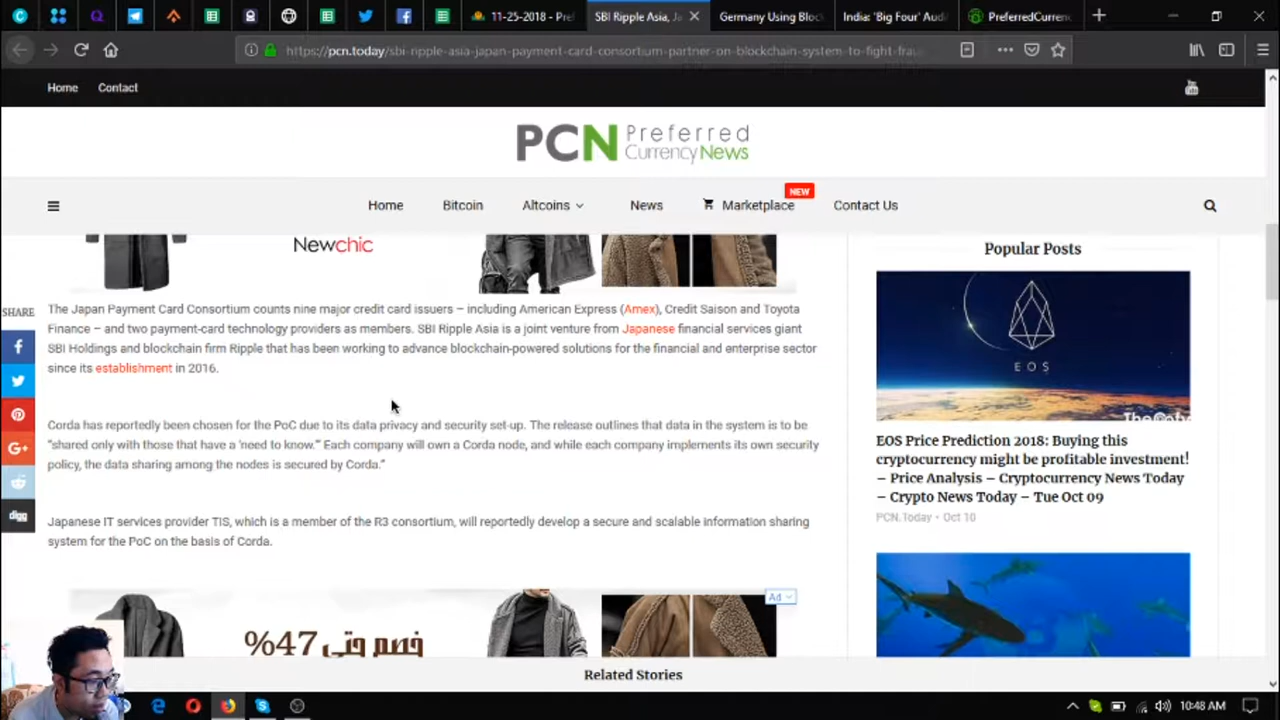 11-25-2018 - Pref
SBI Ripple Asia, Ja
Germany Using Bloc
India: 'Big Four' Aud
PreferredCurren
https://pcn.today/sbi-ripple-asia-japan-payment-card-consortium-partner-on-blockchain-system-to-fight-frau
Home Contact
You
PCN Preferred
CurrencyNews
NEW
Home Bitcoin Altcoins News Marketplace Contact Us
Newchic
SHARE
The Japan Payment Card Consortium counts nine major credit card issuers – including American Express (Amex), Credit Saison and Toyota
Finance – and two payment-card technology providers as members. SBI Ripple Asia is a joint venture from Japanese financial services giant
SBI Holdings and blockchain firm Ripple that has been working to advance blockchain-powered solutions for the financial and enterprise sector
since its establishment in 2016.
Corda has reportedly been chosen for the PoC due to its data privacy and security set-up. The release outlines that data in the system is to be
“shared only with those that have a ‘need to know.’” Each company will own a Corda node, and while each company implements its own security
policy, the data sharing among the nodes is secured by Corda.”
Japanese IT services provider TIS, which is a member of the R3 consortium, will reportedly develop a secure and scalable information sharing
system for the PoC on the basis of Corda.
G+
digg
Ad
خصم حتى 47%
Popular Posts
EOS
EOS Price Prediction 2018: Buying this
cryptocurrency might be profitable investment!
– Price Analysis – Cryptocurrency News Today
– Crypto News Today – Tue Oct 09
PCN.Today • Oct 10
Related Stories
10:48 AM